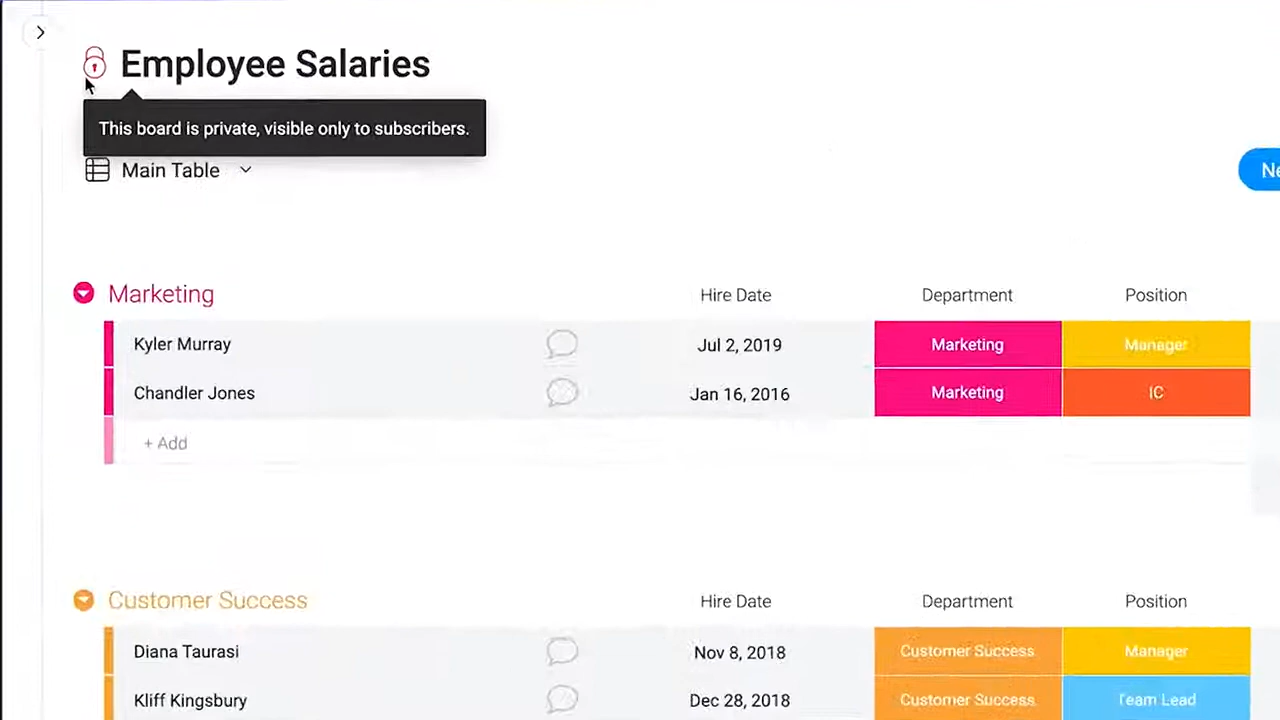 Employee Salaries
This board is private, visible only to subscribers.
Main Table
Marketing Hire Date Department Position
Kyler Murray Jul 2, 2019 Marketing Manager
Chandler Jones Jan 16, 2016 Marketing IC
+ Add
Customer Success Hire Date Department Position
Diana Taurasi Nov 8, 2018 Customer Success Manager
Kliff Kingsbury Dec 28, 2018 Customer Success Team Lead